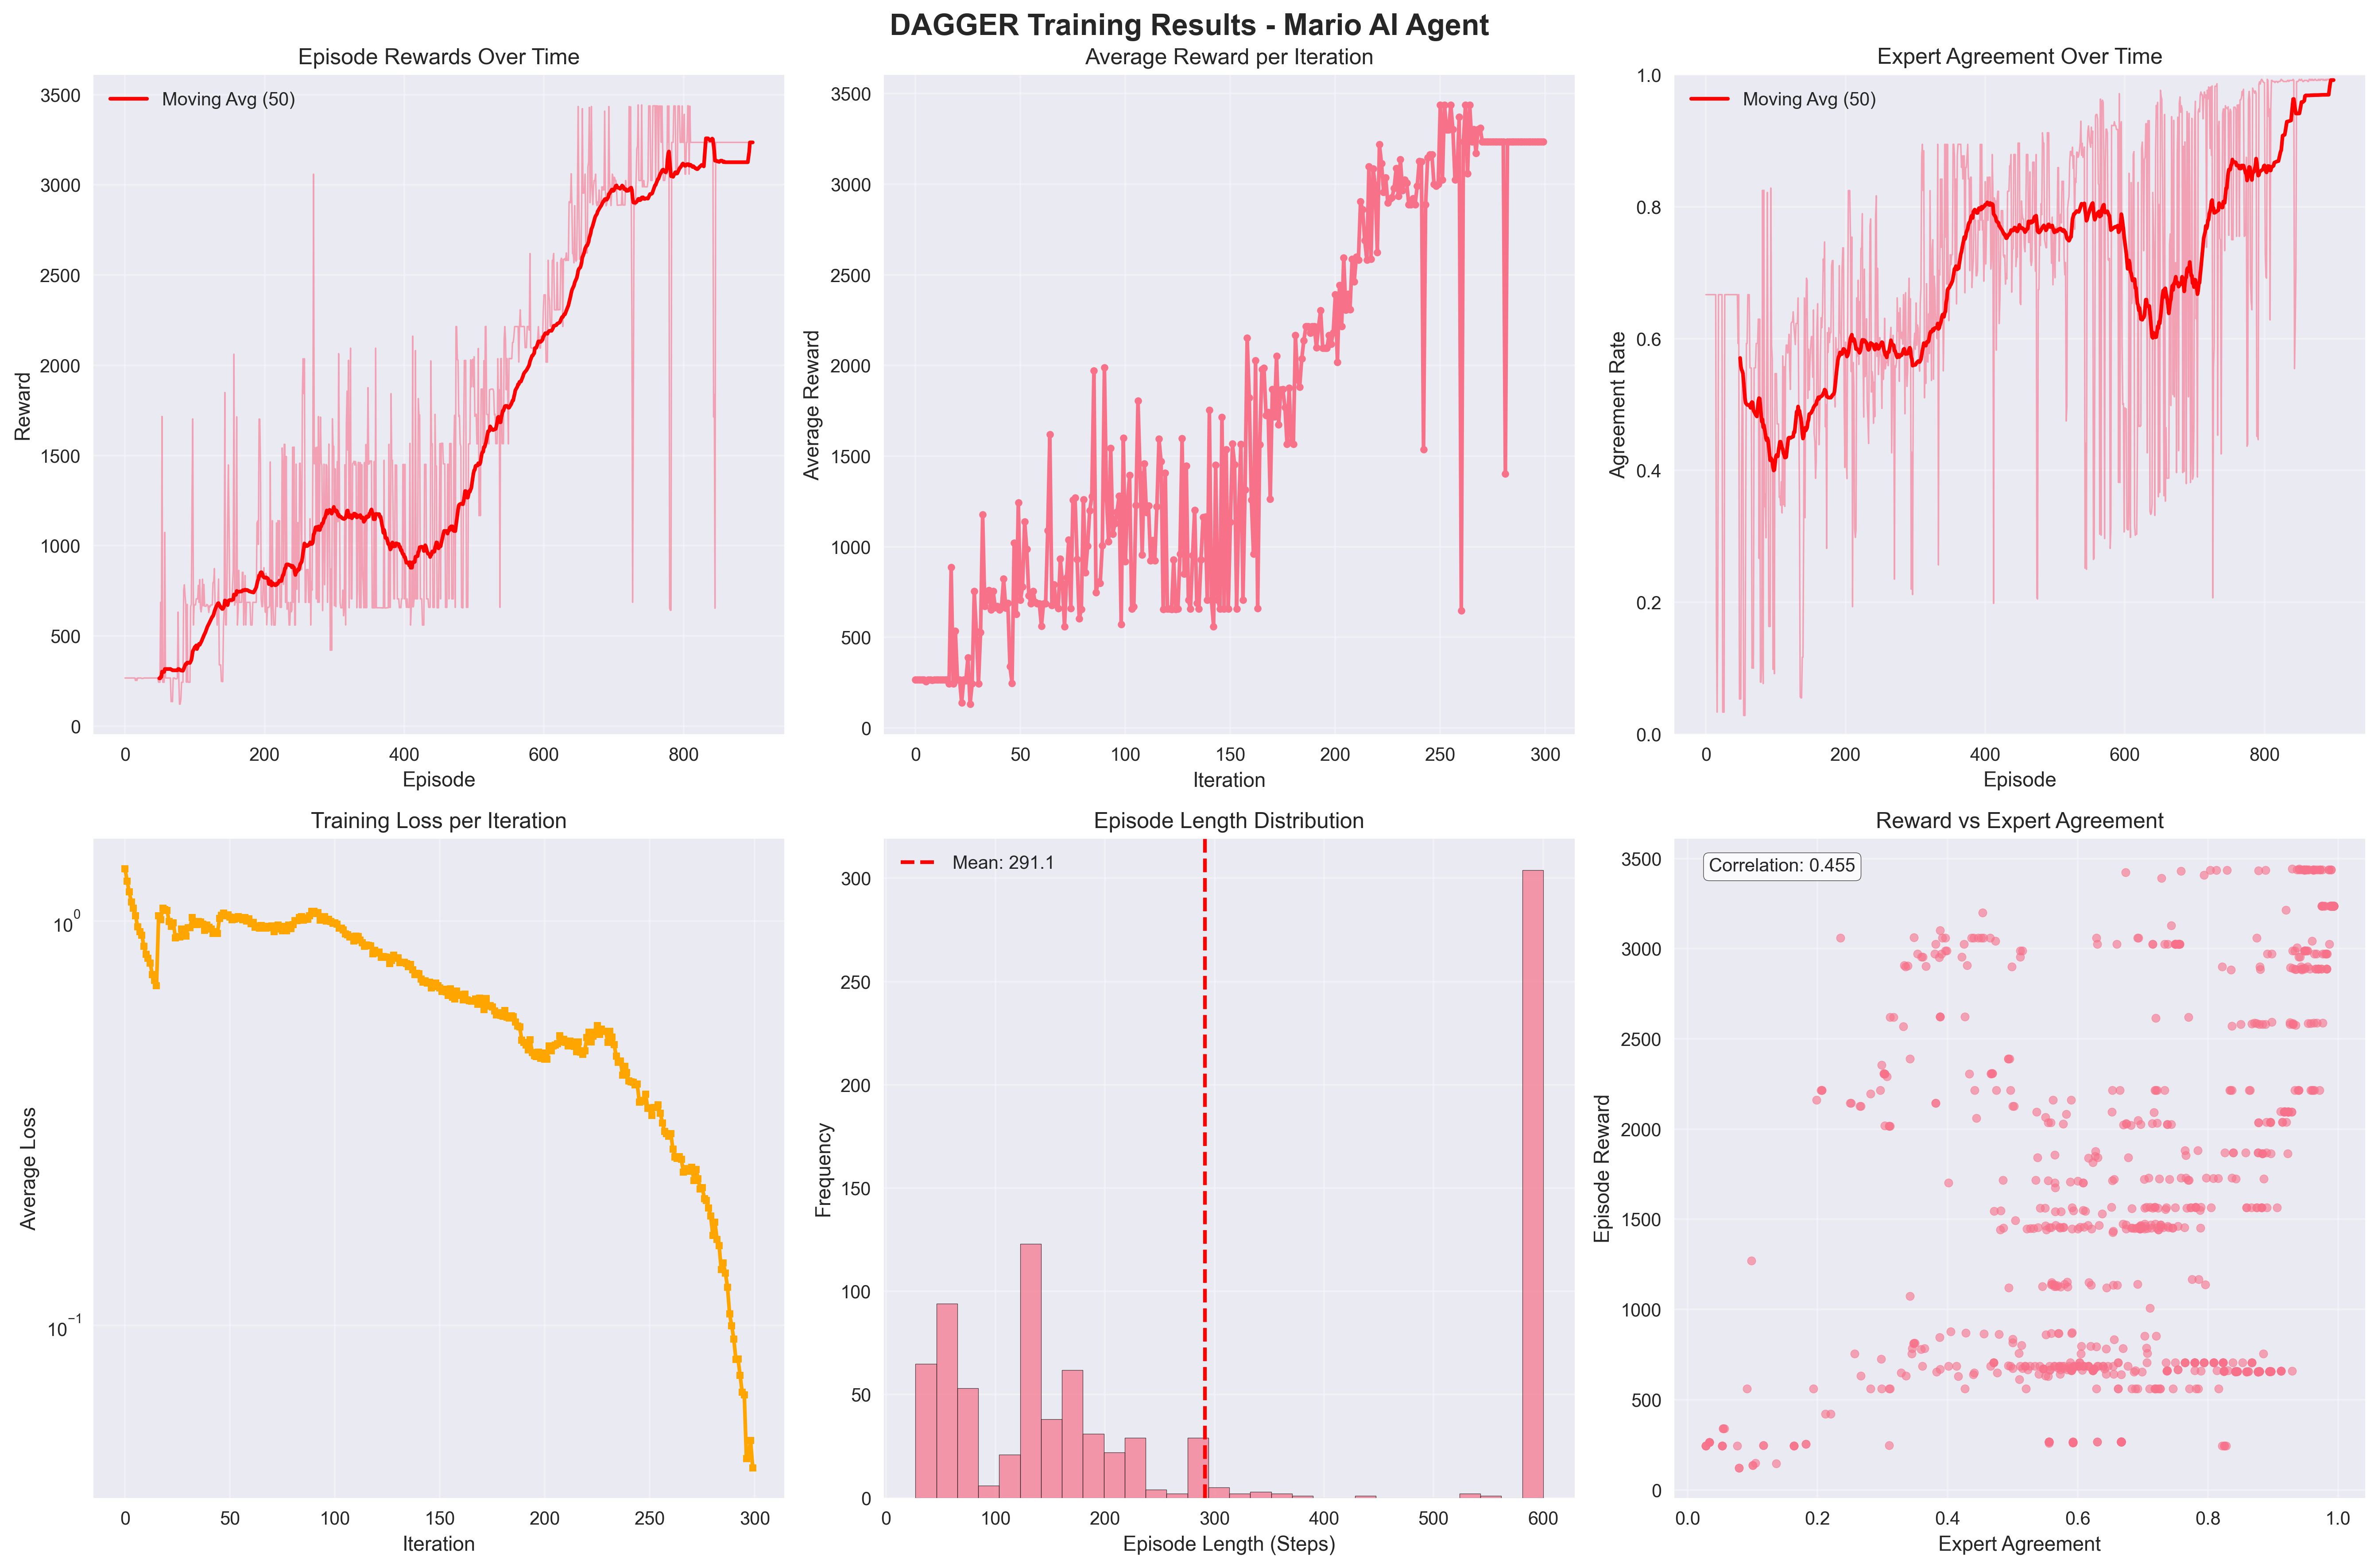 DAGGER Training Results - Mario AI Agent
Episode Rewards Over Time
Moving Avg (50)
Reward
3500
3000
2500
2000
1500
1000
500
0
0 200 400 600 800
Episode
Average Reward per Iteration
Average Reward
3500
3000
2500
2000
1500
1000
500
0
0 50 100 150 200 250 300
Iteration
Expert Agreement Over Time
Moving Avg (50)
Agreement Rate
1.0
0.8
0.6
0.4
0.2
0.0
0 200 400 600 800
Episode
Training Loss per Iteration
Average Loss
10⁰
10⁻¹
0 50 100 150 200 250 300
Iteration
Episode Length Distribution
Mean: 291.1
Frequency
300
250
200
150
100
50
0
0 100 200 300 400 500 600
Episode Length (Steps)
Reward vs Expert Agreement
Correlation: 0.455
Episode Reward
3500
3000
2500
2000
1500
1000
500
0
0.0 0.2 0.4 0.6 0.8 1.0
Expert Agreement